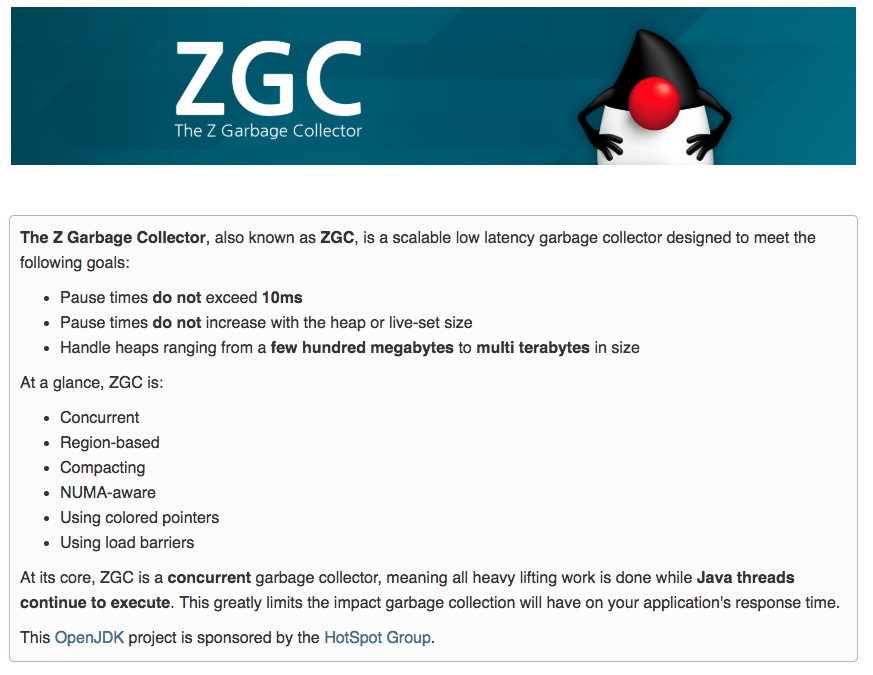 ZGC
The Z Garbage Collector
The Z Garbage Collector, also known as ZGC, is a scalable low latency garbage collector designed to meet the
following goals:
• Pause times do not exceed 10ms
• Pause times do not increase with the heap or live-set size
• Handle heaps ranging from a few hundred megabytes to multi terabytes in size
At a glance, ZGC is:
• Concurrent
• Region-based
• Compacting
• NUMA-aware
• Using colored pointers
• Using load barriers
At its core, ZGC is a concurrent garbage collector, meaning all heavy lifting work is done while Java threads
continue to execute. This greatly limits the impact garbage collection will have on your application's response time.
This OpenJDK project is sponsored by the HotSpot Group.